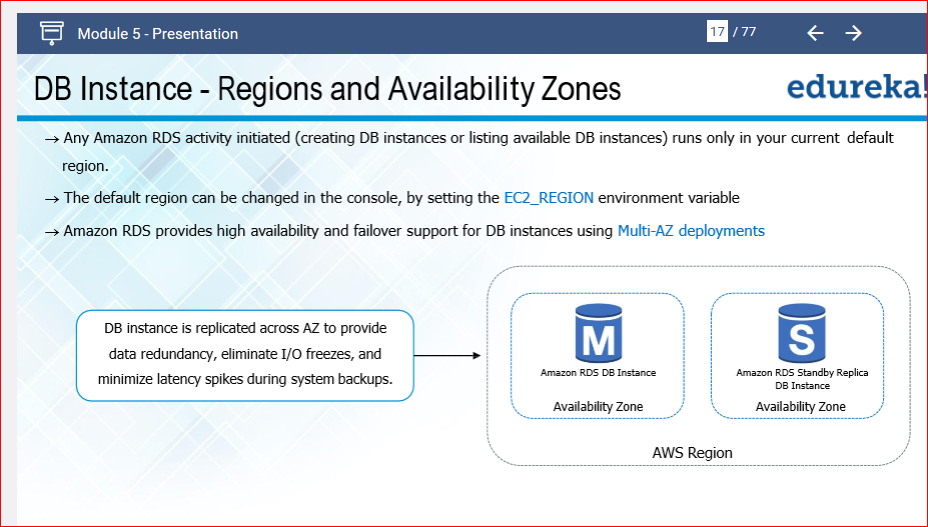 Module 5 - Presentation
17 / 77
DB Instance - Regions and Availability Zones
edureka!
→ Any Amazon RDS activity initiated (creating DB instances or listing available DB instances) runs only in your current default
region.
→ The default region can be changed in the console, by setting the EC2_REGION environment variable
→ Amazon RDS provides high availability and failover support for DB instances using Multi-AZ deployments
DB instance is replicated across AZ to provide
data redundancy, eliminate I/O freezes, and
minimize latency spikes during system backups.
M
Amazon RDS DB Instance
Availability Zone
S
Amazon RDS Standby Replica
DB Instance
Availability Zone
AWS Region